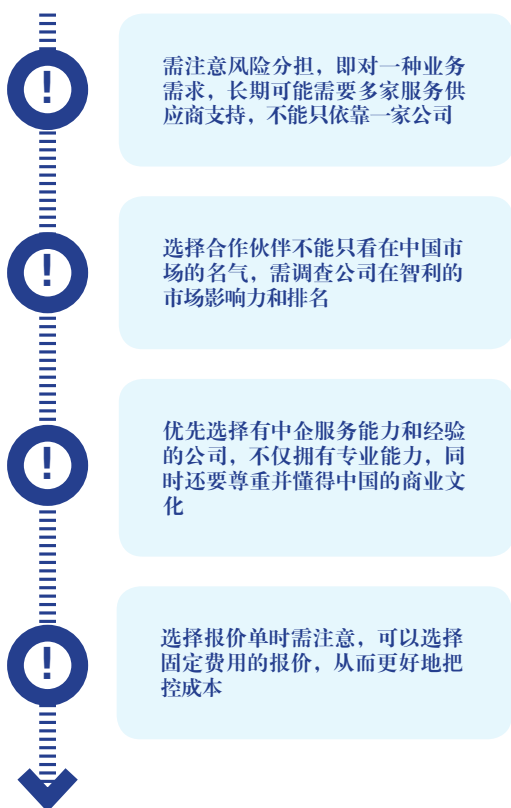 !
需注意风险分担，即对一种业务
需求，长期可能需要多家服务供
应商支持，不能只依靠一家公司
!
选择合作伙伴不能只看在中国市
场的名气，需调查公司在智利的
市场影响力和排名
!
优先选择有中企服务能力和经验
的公司，不仅拥有专业能力，同
时还要尊重并懂得中国的商业文
化
!
选择报价单时需注意，可以选择
固定费用的报价，从而更好地把
控成本